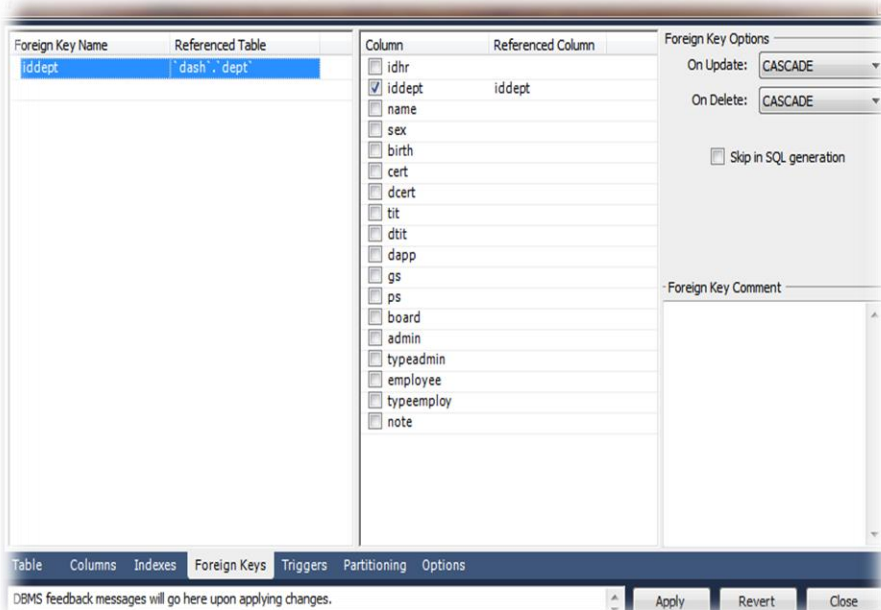 Foreign Key Name Referenced Table
iddept `dash`.`dept`
Column Referenced Column
idhr
iddept iddept
name
sex
birth
cert
dcert
tit
dtit
dapp
gs
ps
board
admin
typeadmin
employee
typeemploy
note
Foreign Key Options
On Update: CASCADE
On Delete: CASCADE
Skip in SQL generation
Foreign Key Comment
Table Columns Indexes Foreign Keys Triggers Partitioning Options
DBMS feedback messages will go here upon applying changes.
Apply Revert Close